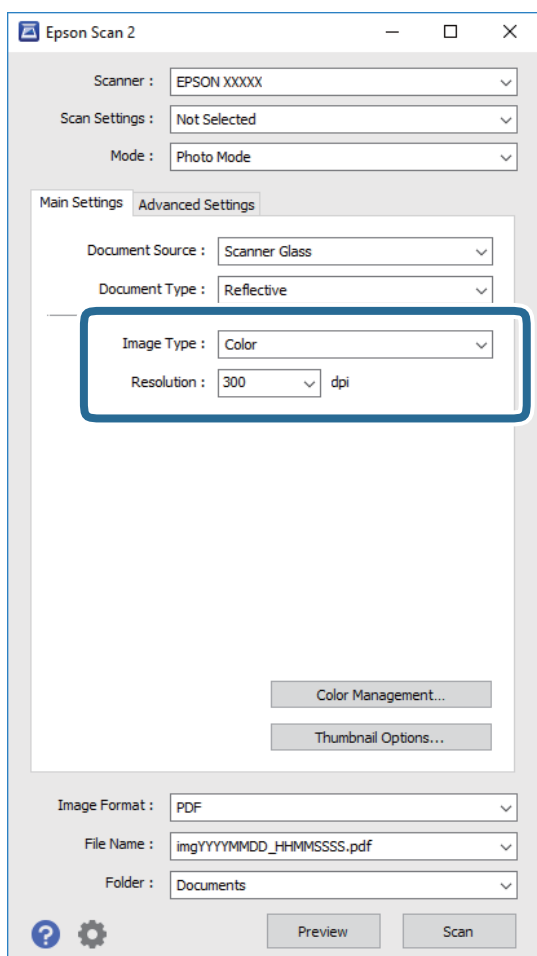 Epson Scan 2
Scanner : EPSON XXXXX
Scan Settings : Not Selected
Mode : Photo Mode
Main Settings Advanced Settings
Document Source : Scanner Glass
Document Type : Reflective
Image Type : Color
Resolution : 300 dpi
Color Management...
Thumbnail Options...
Image Format : PDF
File Name : imgYYYYMMDD_HHMMSSSS.pdf
Folder : Documents
? Preview Scan